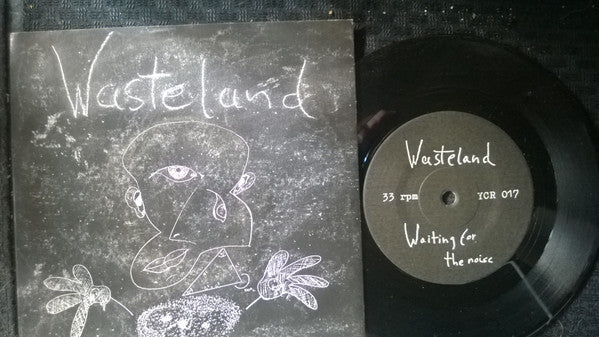 Wasteland
Wasteland
33 rpm YCR 017
Waiting for
the noise